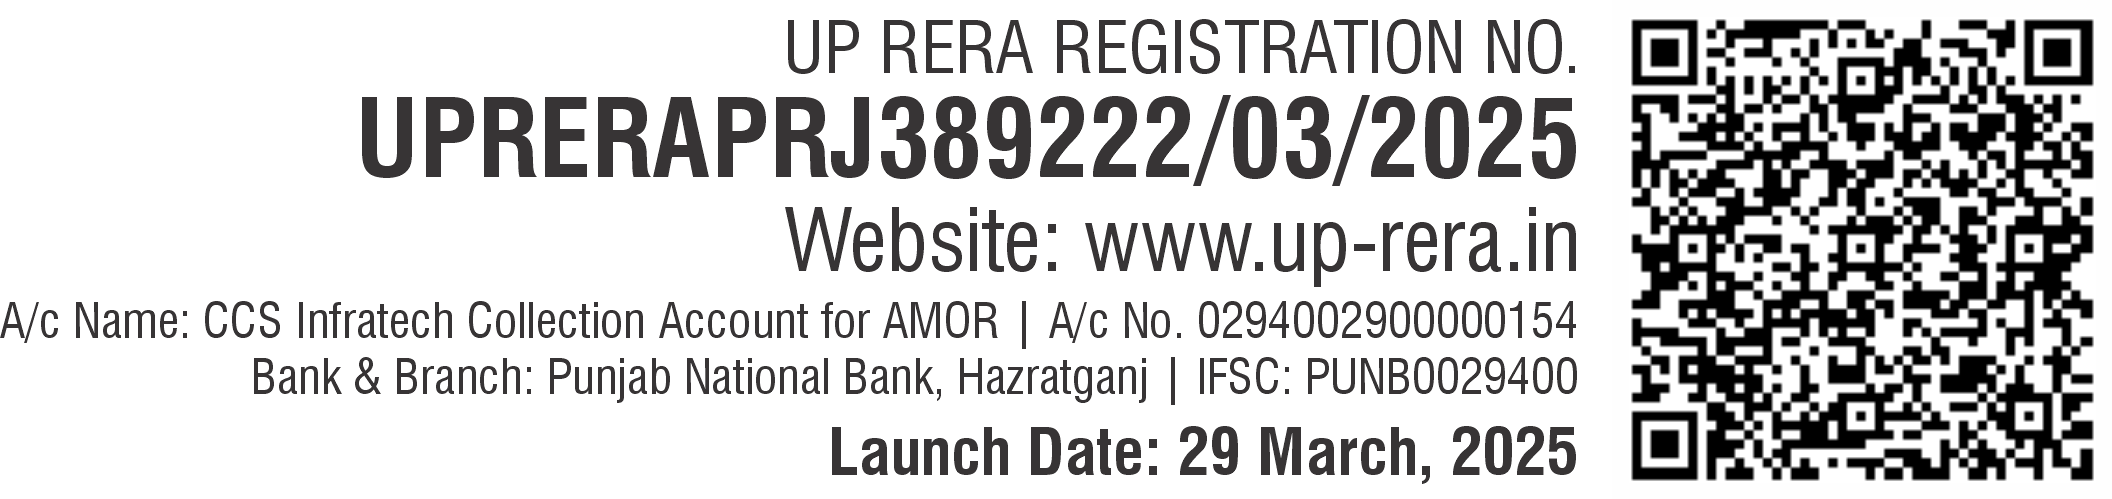 UP RERA REGISTRATION NO.
UPRERAPRJ389222/03/2025
Website: www.up-rera.in
A/c Name: CCS Infratech Collection Account for AMOR | A/c No. 0294002900000154
Bank & Branch: Punjab National Bank, Hazratganj | IFSC: PUNB0029400
Launch Date: 29 March, 2025